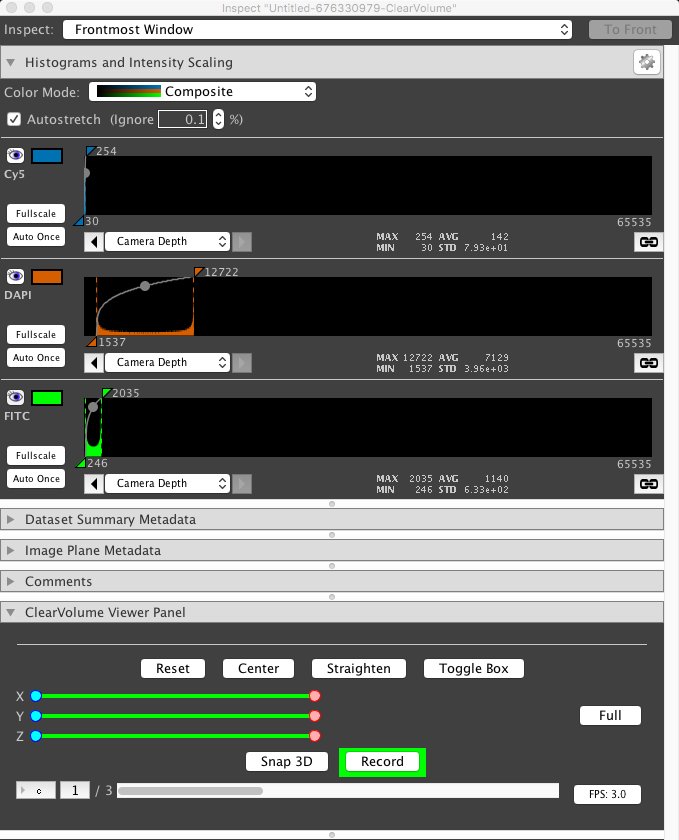 Inspect "Untitled-676330979-ClearVolume"
Inspect: Frontmost Window To Front
Histograms and Intensity Scaling
Color Mode: Composite
Autostretch (Ignore 0.1 %)
254
Cy5
Fullscale
30 65535
Auto Once Camera Depth MAX 254 AVG 142
MIN 30 STD 7.93e+01
12722
DAPI
Fullscale
1537 65535
Auto Once Camera Depth MAX 12722 AVG 7129
MIN 1537 STD 3.96e+03
2035
FITC
Fullscale
246 65535
Auto Once Camera Depth MAX 2035 AVG 1140
MIN 246 STD 6.33e+02
Dataset Summary Metadata
Image Plane Metadata
Comments
ClearVolume Viewer Panel
Reset Center Straighten Toggle Box
X
Y Full
Z
Snap 3D Record
c 1 / 3 FPS: 3.0